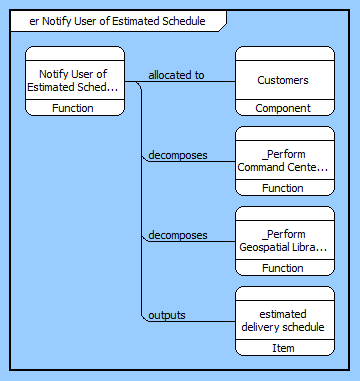 er Notify User of Estimated Schedule
Notify User of
Estimated Sched...
Function
allocated to
Customers
Component
decomposes
_Perform
Command Cente...
Function
decomposes
_Perform
Geospatial Libra...
Function
outputs
estimated
delivery schedule
Item